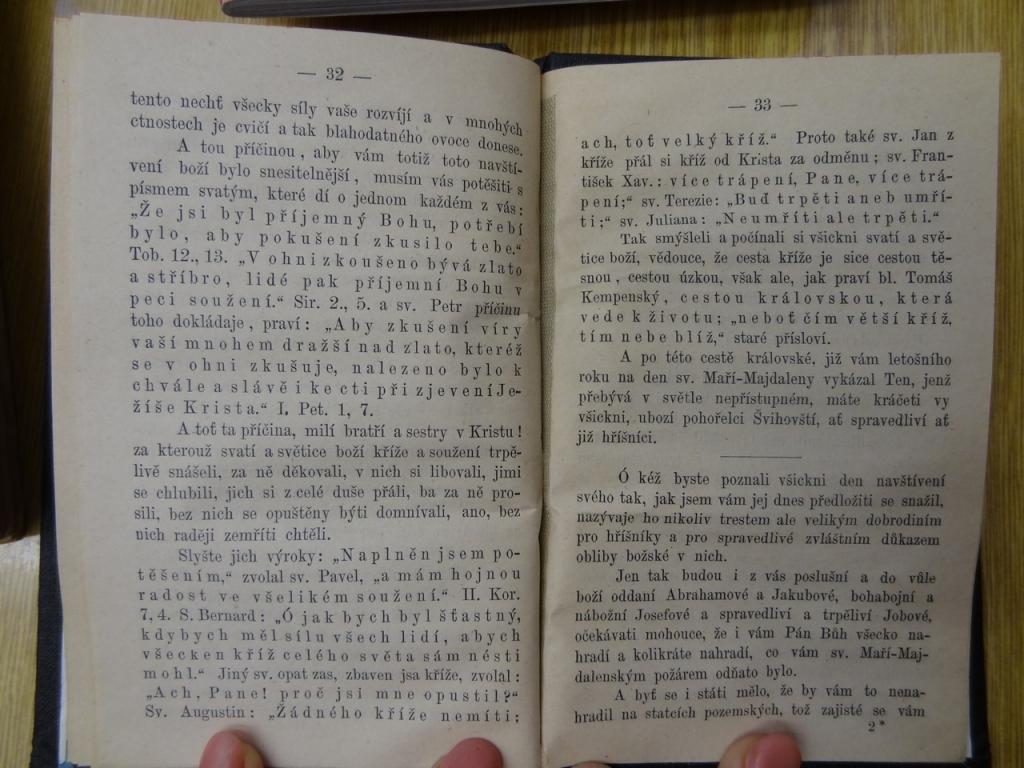 — 32 —
tento nechť všecky síly vaše rozvíjí a v mnohých
ctnostech je cvičí a tak blahodatného ovoce donese.
A tou příčinou, aby vám totiž toto navští-
vení boží bylo snesitelnější, musím vás potěšiti s
písmem svatým, které dí o jednom každém z vás:
„Že jsi byl příjemný Bohu, potřebí
bylo, aby pokušení zkusilo tebe.“
Tob. 12., 13. „V ohni zkoušeno bývá zlato
a stříbro, lidé pak příjemní Bohu v
peci soužení.“ Sir. 2., 5. a sv. Petr příčinu
toho dokládaje, praví: „Aby zkušení víry
vaší mnohem dražší nad zlato, kteréž
se v ohni zkušuje, nalezeno bylo k
chvále a slávě i ke cti při zjevení Je-
žíše Krista.“ I. Pet. 1, 7.
A toť ta příčina, milí bratří a sestry v Kristu!
za kterouž svatí a světice boží kříže a soužení trpě-
livě snášeli, za ně děkovali, v nich si libovali, jimi
se chlubili, jich si z celé duše přáli, ba za ně pro-
sili, bez nich se opuštěny býti domnívali, ano, bez
nich raději zemříti chtěli.
Slyšte jich výroky: „Naplněn jsem po-
těšením,“ zvolal sv. Pavel, „a mám hojnou
radost ve všelikém soužení.“ II. Kor.
7, 4. S. Bernard: „Ó jak bych byl šťastný,
kdybych měl sílu všech lidí, abych
všecken kříž celého světa sám nésti
mohl.“ Jiný sv. opat zas, zbaven jsa kříže, zvolal:
„Ach, Pane! proč jsi mne opustil?“
Sv. Augustin: „Žádného kříže nemíti;
— 33 —
ach, toť velký kříž.“ Proto také sv. Jan z
kříže přál si kříž od Krista za odměnu; sv. Fran-
tišek Xav.: více trápení, Pane, více trá-
pení;“ sv. Terezie: „Buď trpěti aneb umří-
ti;“ sv. Juliana: „Neumříti ale trpěti.“
Tak smýšleli a počínali si všickni svatí a svě-
tice boží, vědouce, že cesta kříže je sice cestou tě-
snou, cestou úzkou, však ale, jak praví bl. Tomáš
Kempenský, cestou královskou, která
vede k životu; „neboť čím větší kříž,
tím nebe blíž,“ staré přísloví.
A po této cestě královské, již vám letošního
roku na den sv. Maří-Majdaleny vykázal Ten, jenž
přebývá v světle nepřístupném, máte kráčeti vy
všickni, ubozí pohořelci Švihovští, ať spravedliví ať
již hříšníci.
Ó kéž byste poznali všickni den navštívení
svého tak, jak jsem vám jej dnes předložiti se snažil,
nazývaje ho nikoliv trestem ale velikým dobrodiním
pro hříšníky a pro spravedlivé zvláštním důkazem
obliby božské v nich.
Jen tak budou i z vás poslušní a do vůle
boží oddaní Abrahamové a Jakubové, bohabojní a
nábožní Josefové a spravedliví a trpěliví Jobové,
očekávati mohouce, že i vám Pán Bůh všecko na-
hradí a kolikráte nahradí, co vám sv. Maří-Maj-
dalenským požárem odňato bylo.
A byť se i státi mělo, že by vám to nena-
hradil na statcích pozemských, tož zajisté se vám
2*